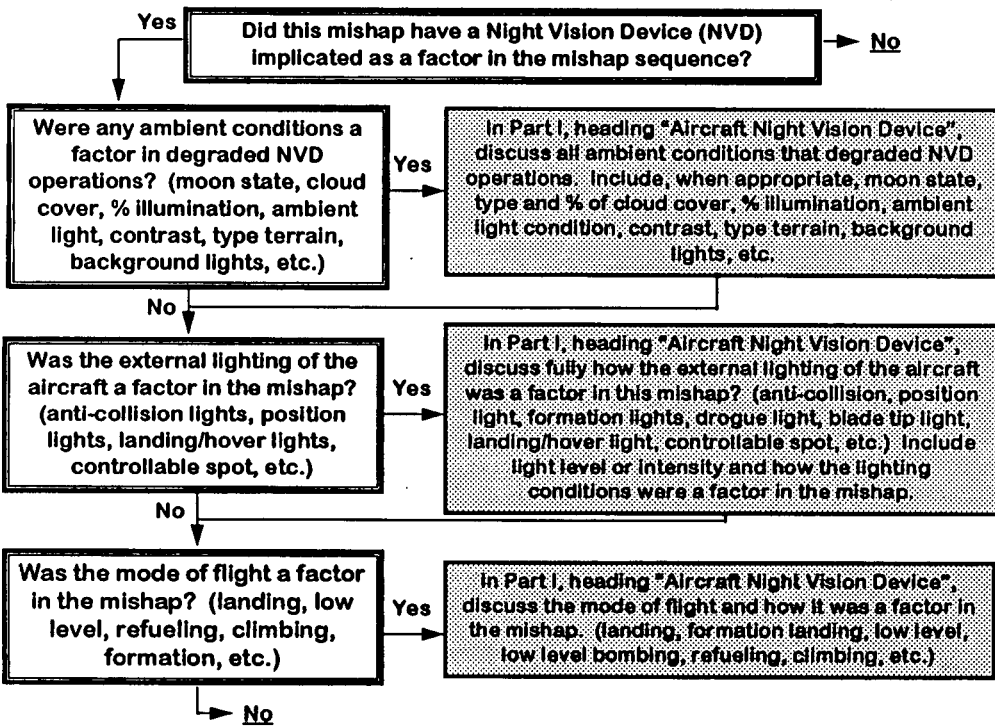 Yes
Did this mishap have a Night Vision Device (NVD)
implicated as a factor in the mishap sequence?
No
Were any ambient conditions a
factor in degraded NVD
operations? (moon state, cloud
cover, % illumination, ambient
light, contrast, type terrain,
background lights, etc.)
Yes
In Part I, heading "Aircraft Night Vision Device",
discuss all ambient conditions that degraded NVD
operations. Include, when appropriate, moon state,
type and % of cloud cover, % illumination, ambient
light condition, contrast, type terrain, background
lights, etc.
No
Was the external lighting of the
aircraft a factor in the mishap?
(anti-collision lights, position
lights, landing/hover lights,
controllable spot, etc.)
Yes
In Part I, heading "Aircraft Night Vision Device",
discuss fully how the external lighting of the aircraft
was a factor in this mishap? (anti-collision, position
light, formation lights, drogue light, blade tip light,
landing/hover light, controllable spot, etc.) Include
light level or intensity and how the lighting
conditions were a factor in the mishap.
No
Was the mode of flight a factor
in the mishap? (landing, low
level, refueling, climbing,
formation, etc.)
Yes
In Part I, heading "Aircraft Night Vision Device",
discuss the mode of flight and how it was a factor in
the mishap. (landing, formation landing, low level,
low level bombing, refueling, climbing, etc.)
No